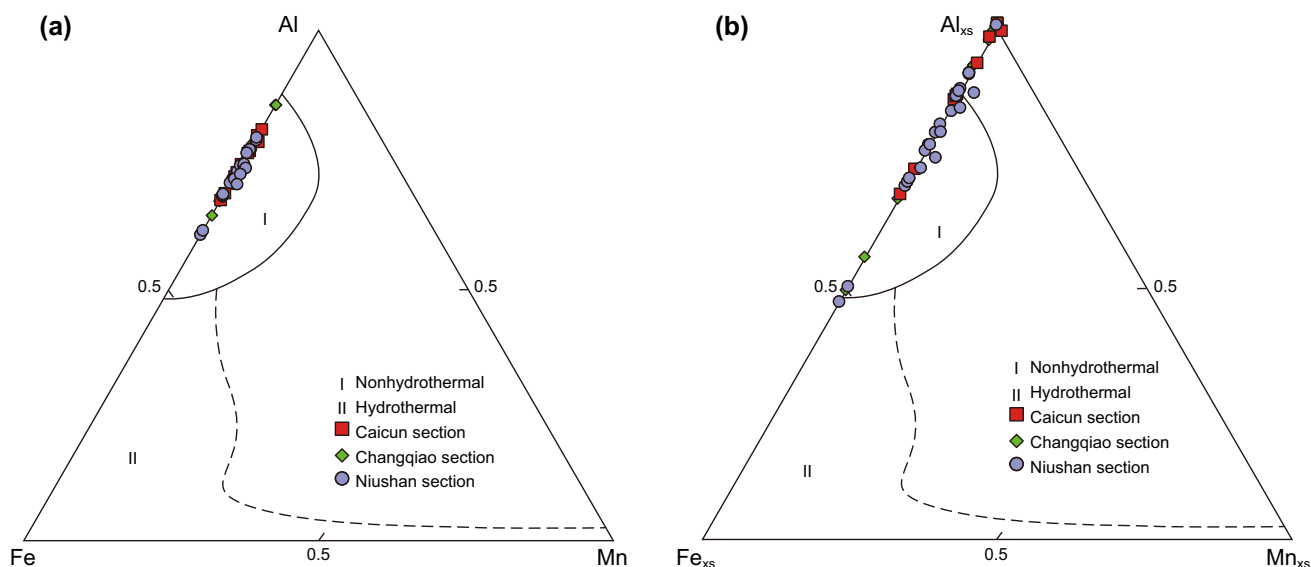 (a)
Al
I
0.5
0.5
I Nonhydrothermal
II Hydrothermal
Caicun section
Changqiao section
Niushan section
II
Fe
0.5
Mn
(b)
Alxs
I
0.5
0.5
I Nonhydrothermal
II Hydrothermal
Caicun section
Changqiao section
Niushan section
II
Fexs
0.5
Mnxs